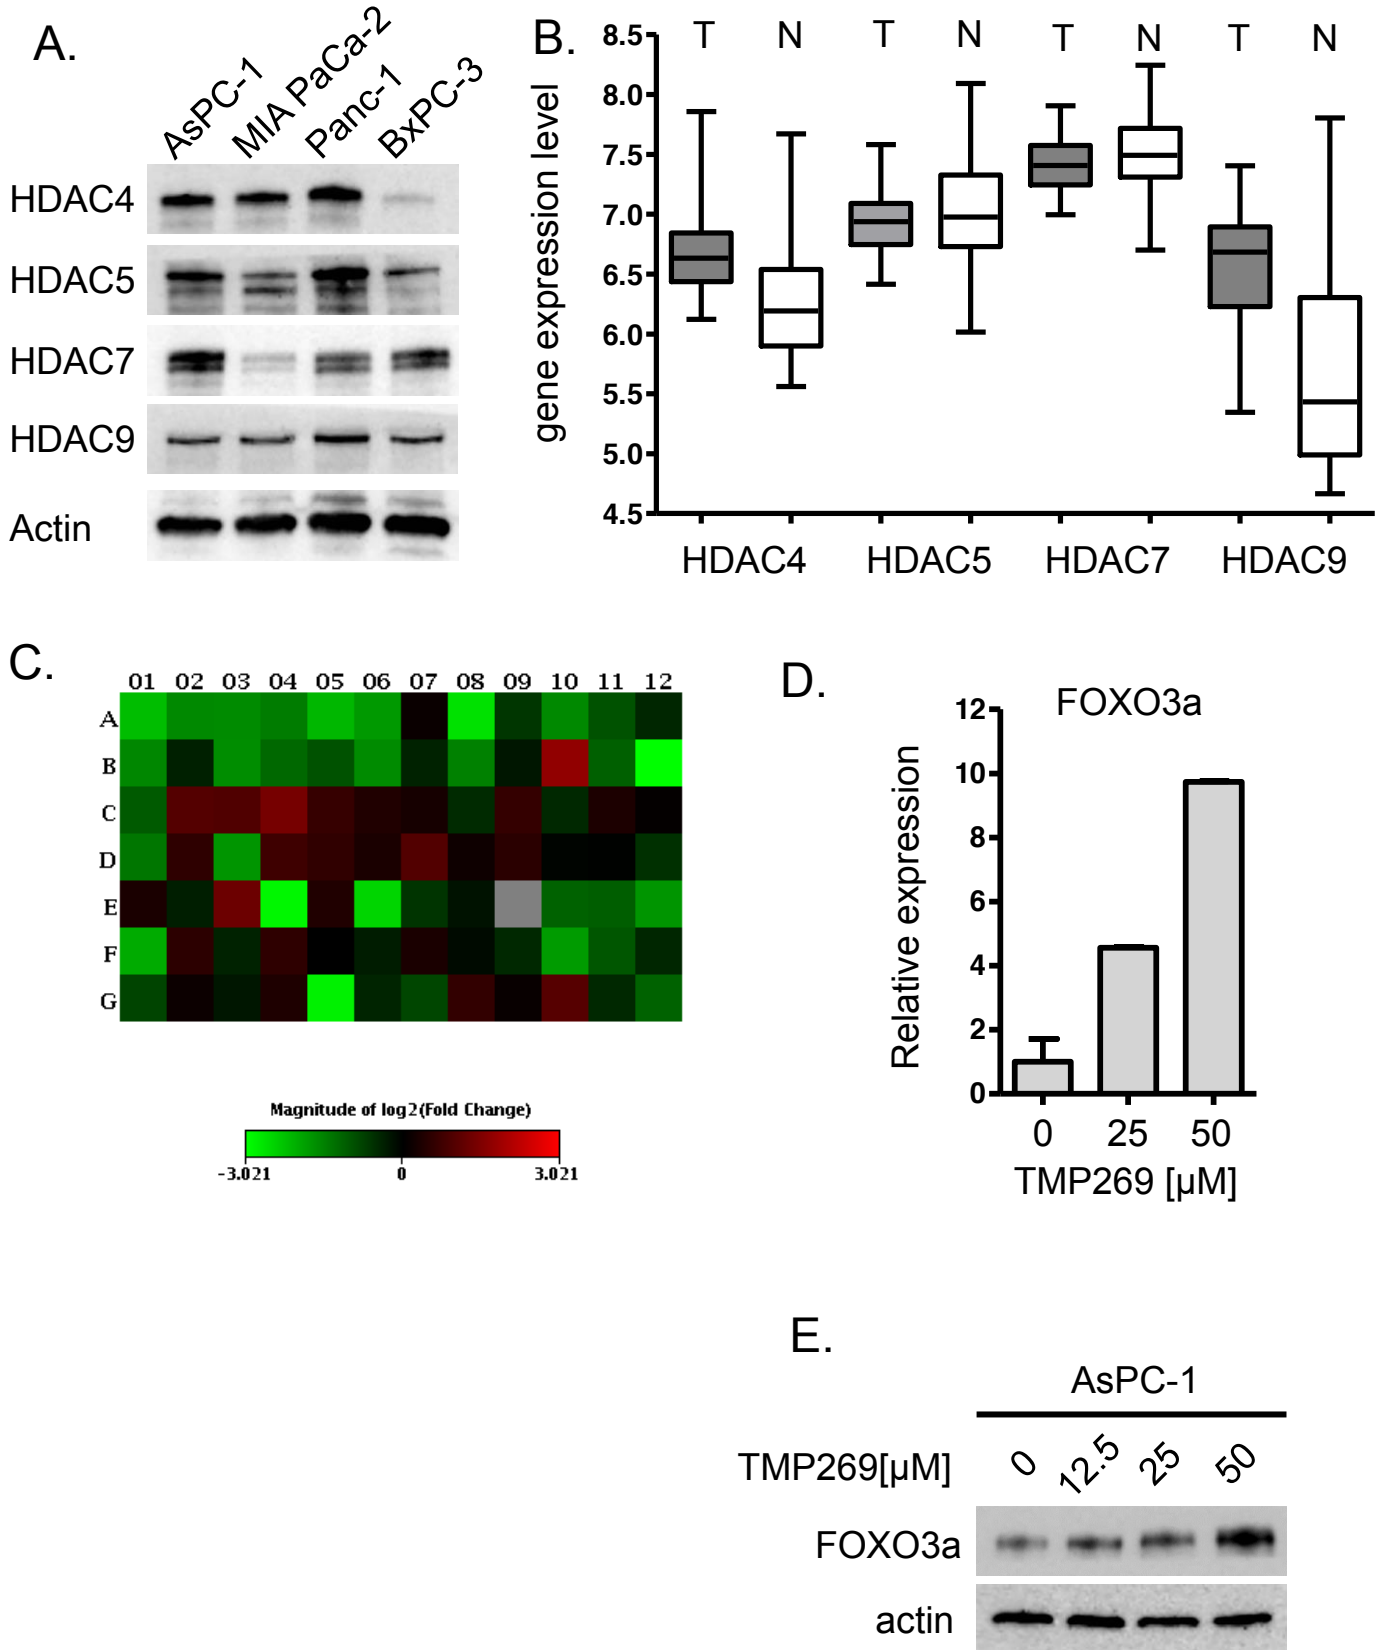 A.
AsPC-1
MIA PaCa-2
Panc-1
BxPC-3
HDAC4
HDAC5
HDAC7
HDAC9
Actin
B.
gene expression level
8.5
8.0
7.5
7.0
6.5
6.0
5.5
5.0
4.5
T N T N T N T N
HDAC4 HDAC5 HDAC7 HDAC9
C.
01 02 03 04 05 06 07 08 09 10 11 12
A
B
C
D
E
F
G
Magnitude of log2(Fold Change)
-3.021 0 3.021
D.
FOXO3a
Relative expression
12
10
8
6
4
2
0
0 25 50
TMP269 [µM]
E.
AsPC-1
TMP269[µM] 0 12.5 25 50
FOXO3a
actin